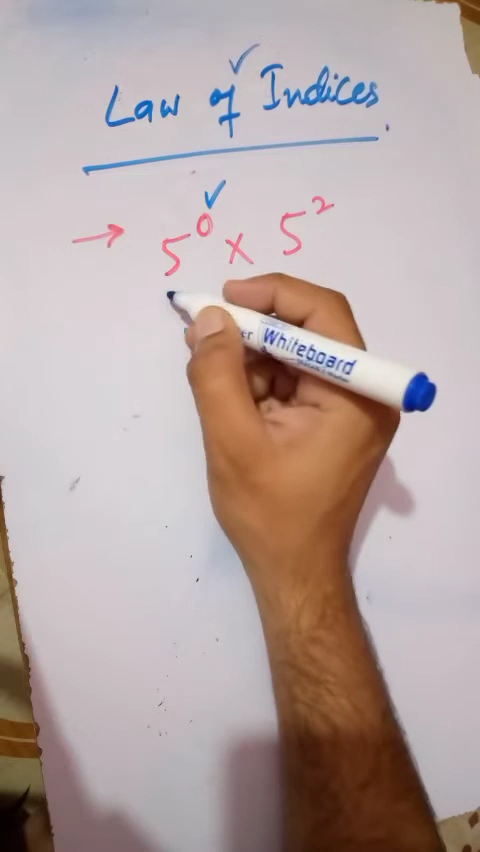 Law of Indices
→ 5⁰ × 5²
Whiteboard